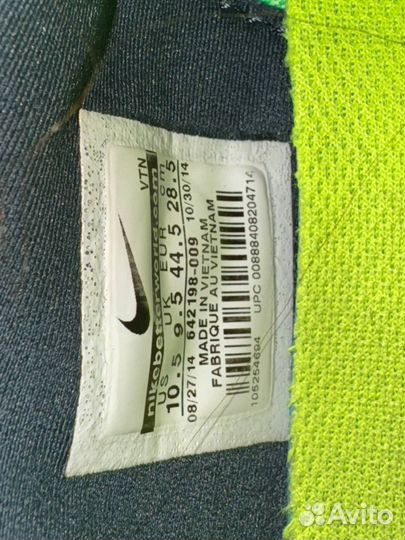 nikebetterworld.com VTN
US UK EUR cm
10.5 9.5 44.5 28.5
08/27/14 642198-009 10/30/14
MADE IN VIETNAM
FABRIQUE AU VIETNAM
105254694 UPC 00888408204714
Avito